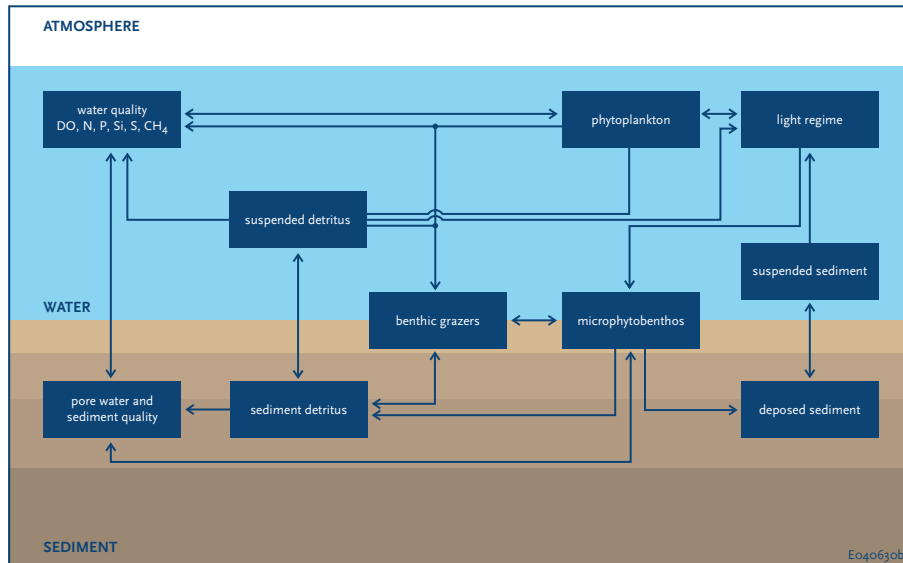 ATMOSPHERE
water quality
DO, N, P, Si, S, CH₄
phytoplankton
light regime
suspended detritus
suspended sediment
WATER
benthic grazers
microphytobenthos
pore water and
sediment quality
sediment detritus
deposed sediment
SEDIMENT
E040630b